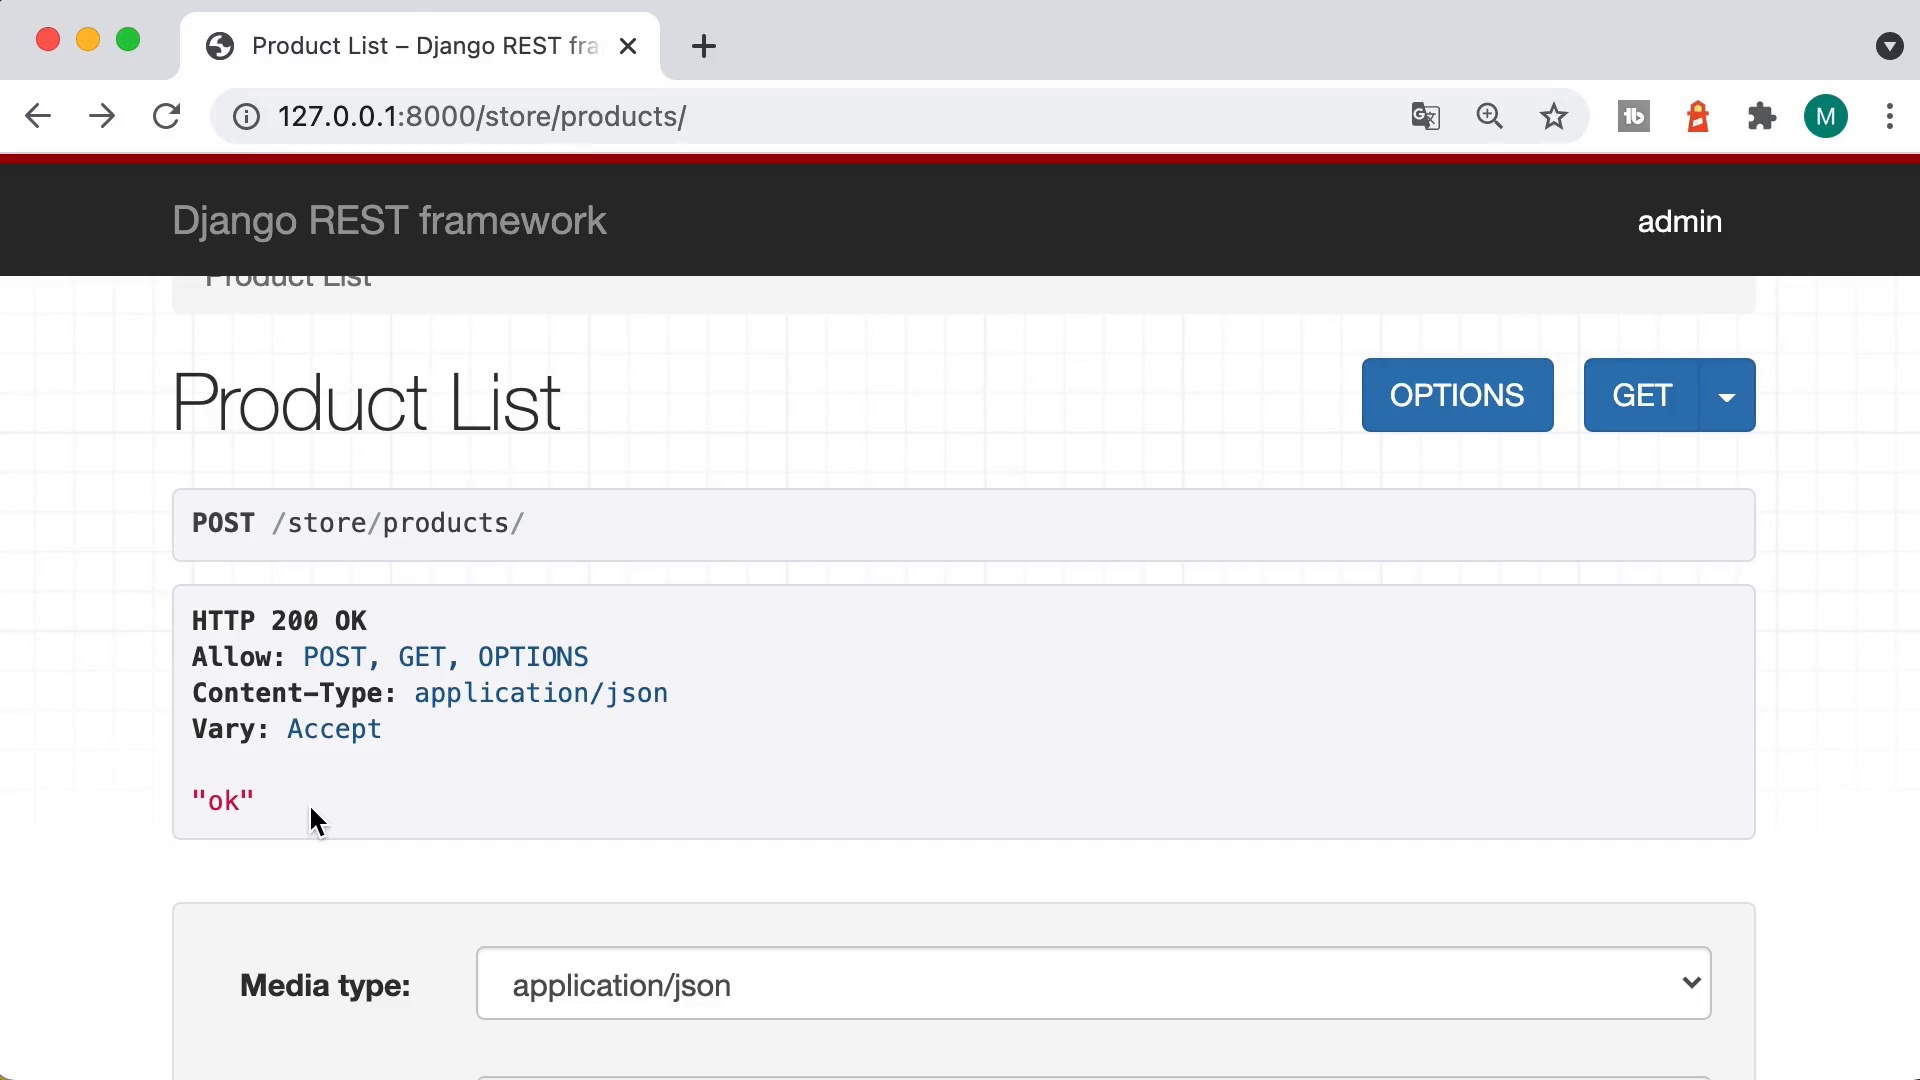 Product List – Django REST fra
127.0.0.1:8000/store/products/
M
Django REST framework
admin
Product List
Product List
OPTIONS
GET
POST /store/products/
HTTP 200 OK
Allow: POST, GET, OPTIONS
Content-Type: application/json
Vary: Accept
"ok"
Media type:
application/json